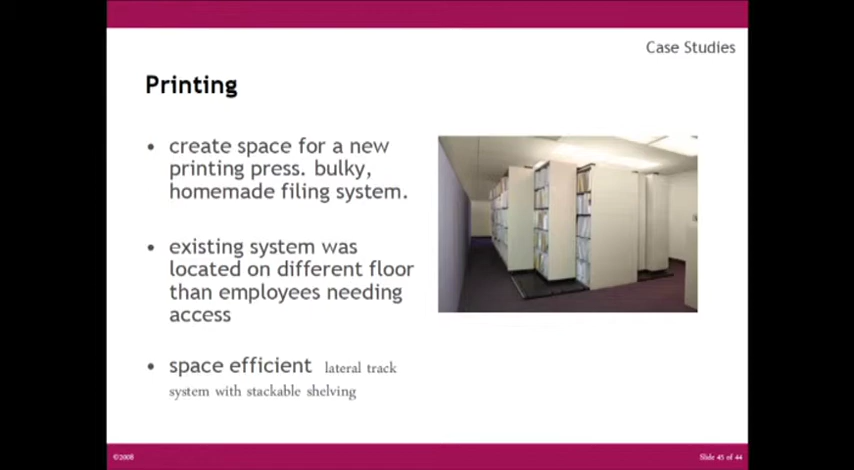 Case Studies
Printing
• create space for a new
printing press. bulky,
homemade filing system.
• existing system was
located on different floor
than employees needing
access
• space efficient lateral track
system with stackable shelving
©2008
Slide 45 of 44